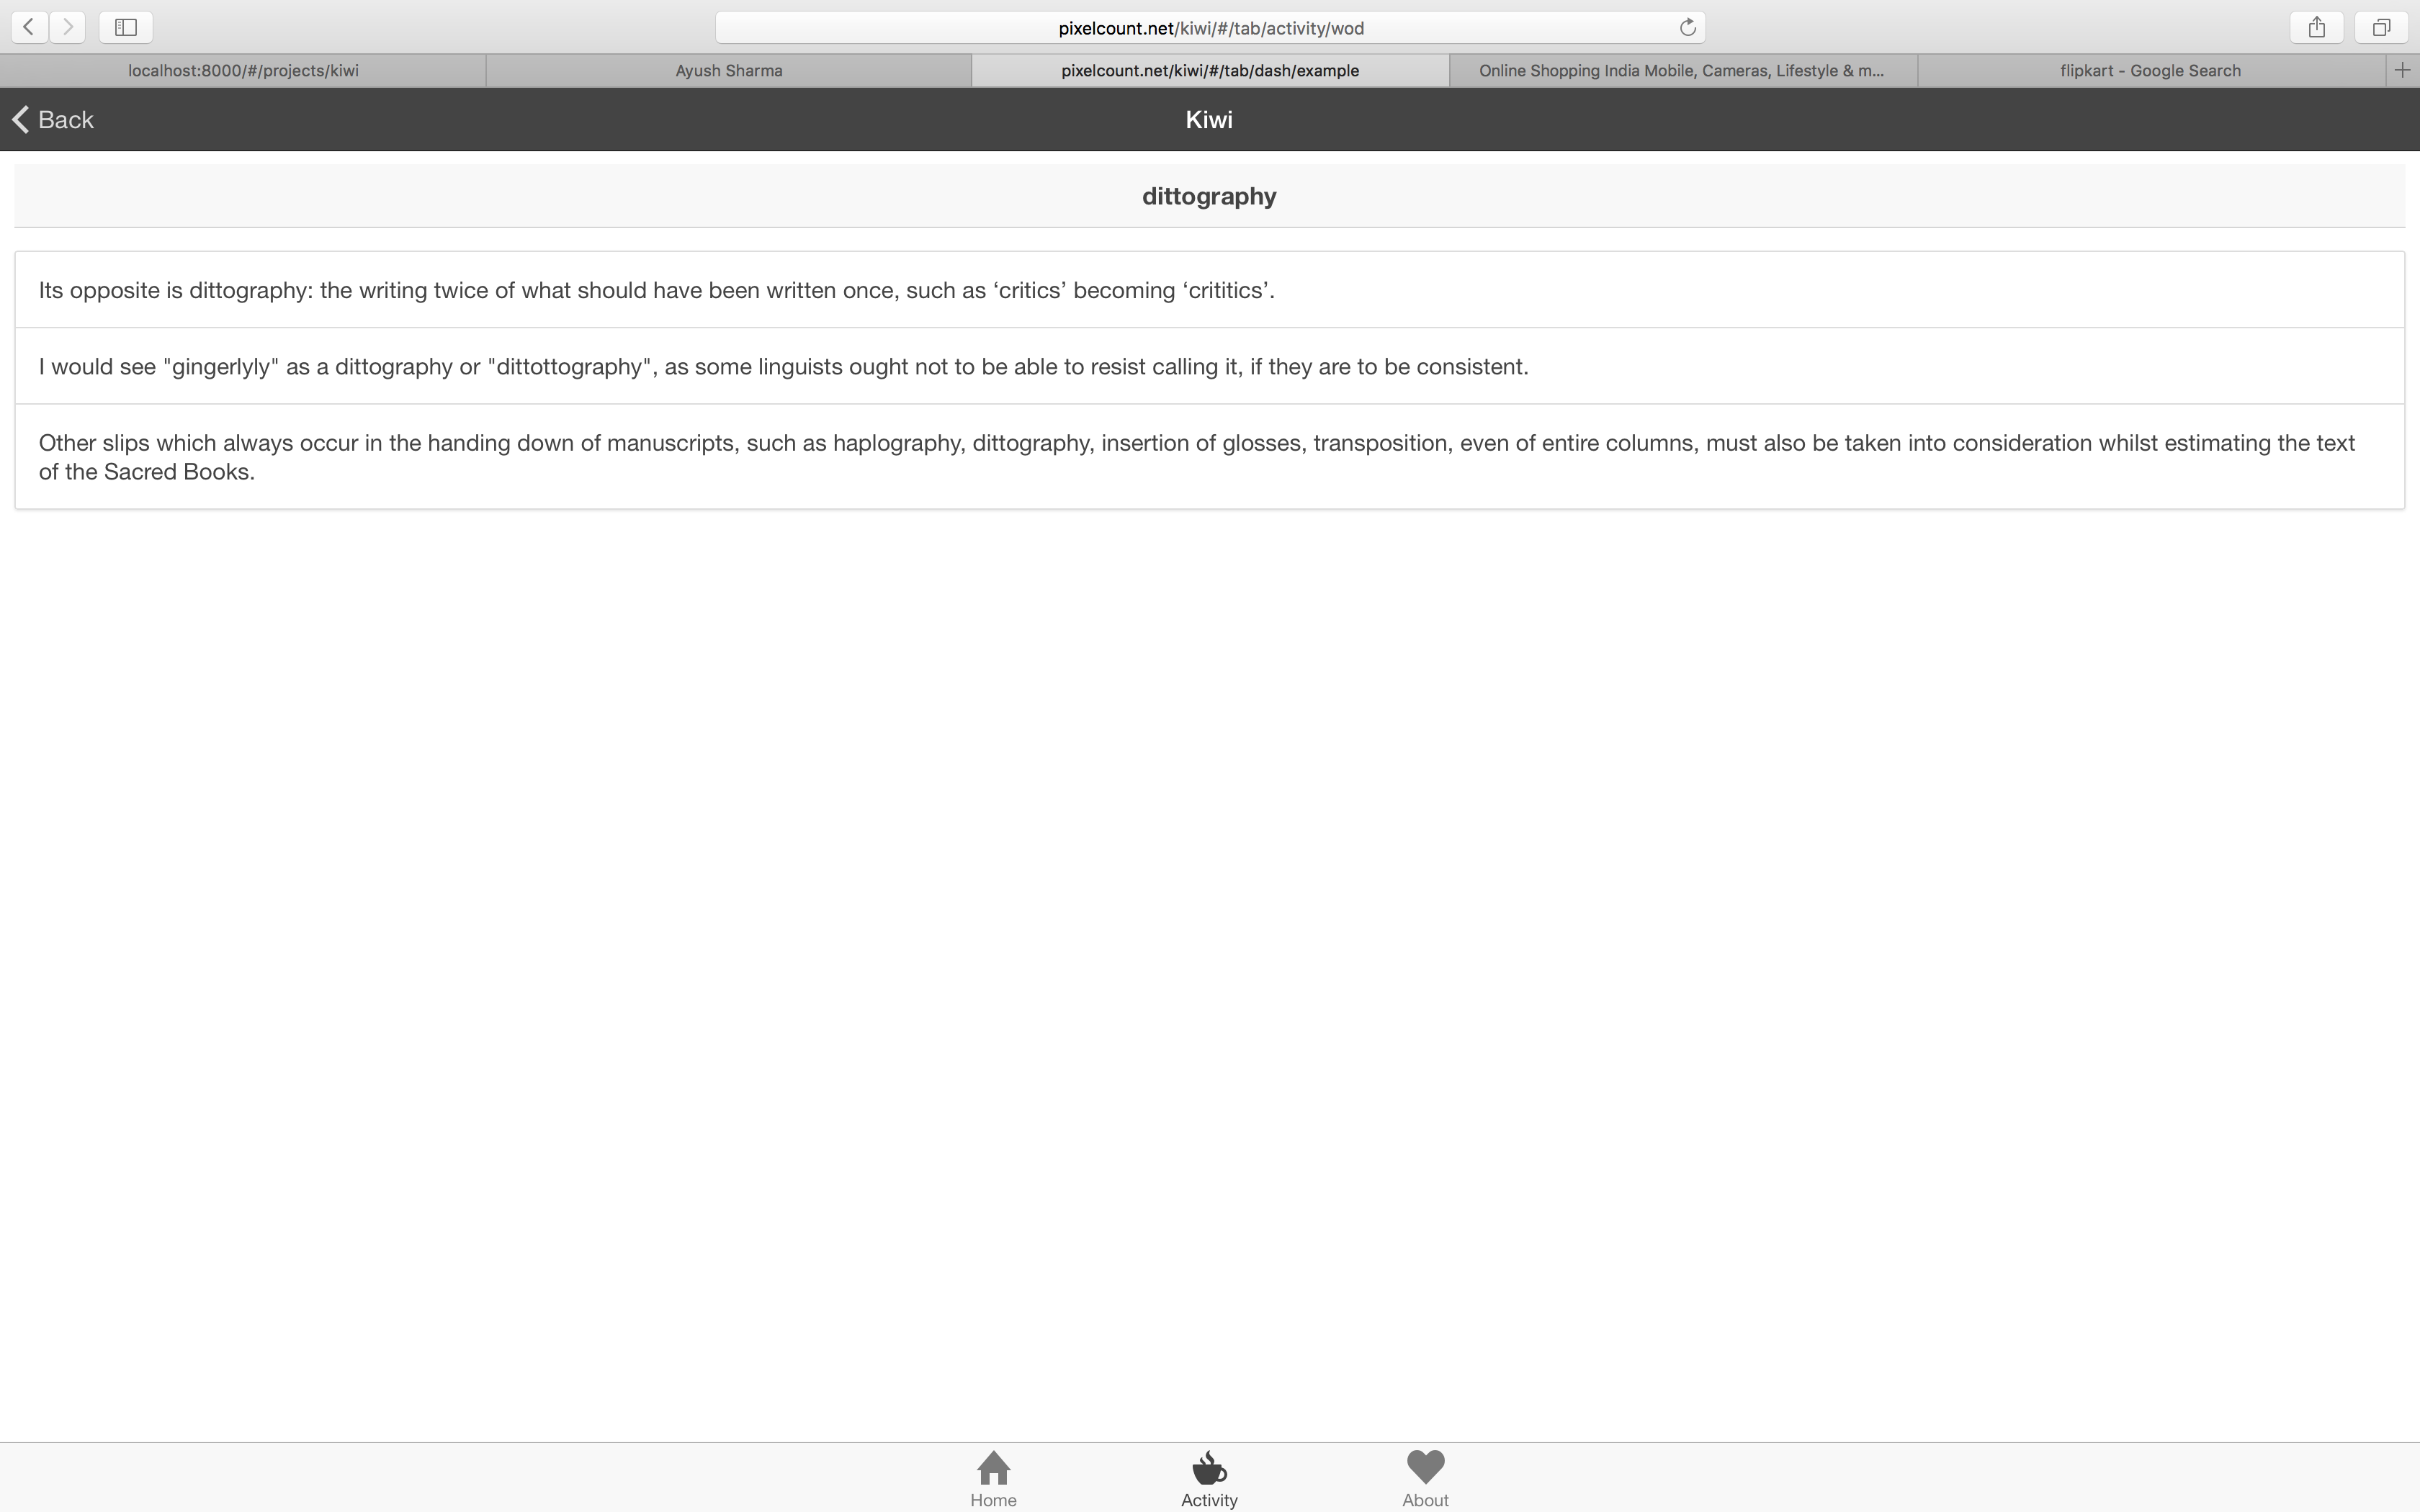 pixelcount.net/kiwi/#/tab/activity/wod
localhost:8000/#/projects/kiwi
Ayush Sharma
pixelcount.net/kiwi/#/tab/dash/example
Online Shopping India Mobile, Cameras, Lifestyle & m...
flipkart - Google Search
Back
Kiwi
dittography
Its opposite is dittography: the writing twice of what should have been written once, such as ‘critics’ becoming ‘crititics’.
I would see "gingerlyly" as a dittography or "dittottography", as some linguists ought not to be able to resist calling it, if they are to be consistent.
Other slips which always occur in the handing down of manuscripts, such as haplography, dittography, insertion of glosses, transposition, even of entire columns, must also be taken into consideration whilst estimating the text
of the Sacred Books.
Home
Activity
About